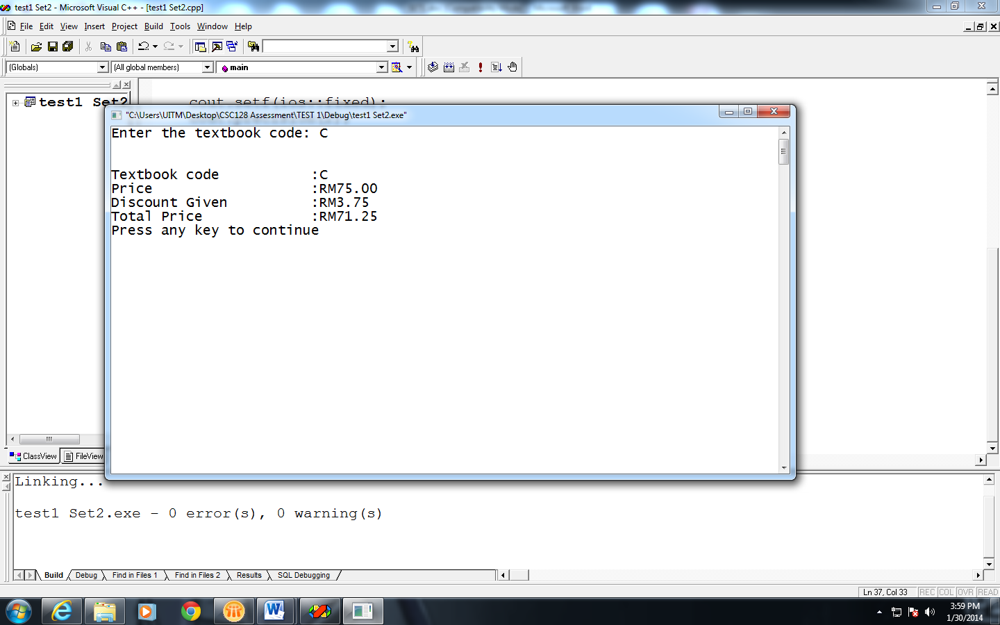 test1 Set2 - Microsoft Visual C++ - [test1 Set2.cpp]
File Edit View Insert Project Build Tools Window Help
(Globals) (All global members) main
test1 Set2
cout setf(ios::fixed);
"C:\Users\UITM\Desktop\CSC128 Assessment\TEST 1\Debug\test1 Set2.exe"
Enter the textbook code: C
Textbook code :C
Price :RM75.00
Discount Given :RM3.75
Total Price :RM71.25
Press any key to continue
ClassView FileView
Linking...
test1 Set2.exe - 0 error(s), 0 warning(s)
Build Debug Find in Files 1 Find in Files 2 Results SQL Debugging
Ln 37, Col 33 REC COL OVR READ
3:59 PM
1/30/2014